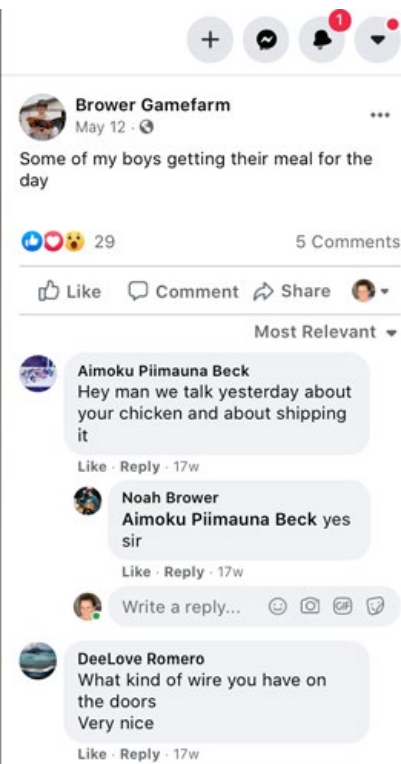 1
Brower Gamefarm
May 12 ·
Some of my boys getting their meal for the
day
29
5 Comments
Like Comment Share
Most Relevant
Aimoku Piimauna Beck
Hey man we talk yesterday about
your chicken and about shipping
it
Like · Reply · 17w
Noah Brower
Aimoku Piimauna Beck yes
sir
Like · Reply · 17w
Write a reply... GIF
DeeLove Romero
What kind of wire you have on
the doors
Very nice
Like · Reply · 17w